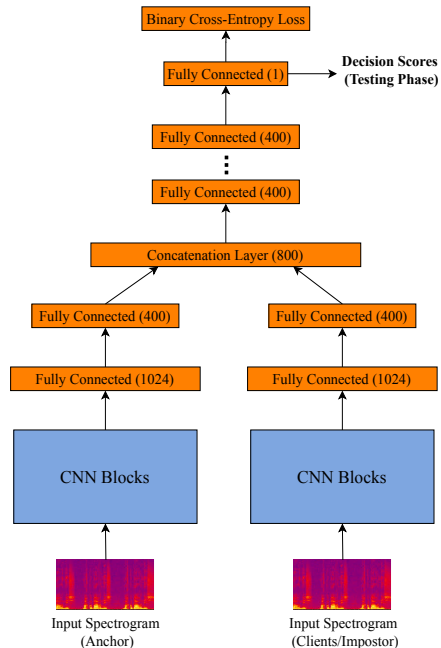 Binary Cross-Entropy Loss
Fully Connected (1)
Decision Scores
(Testing Phase)
Fully Connected (400)
Fully Connected (400)
Concatenation Layer (800)
Fully Connected (400)
Fully Connected (400)
Fully Connected (1024)
Fully Connected (1024)
CNN Blocks
CNN Blocks
Input Spectrogram
(Anchor)
Input Spectrogram
(Clients/Impostor)